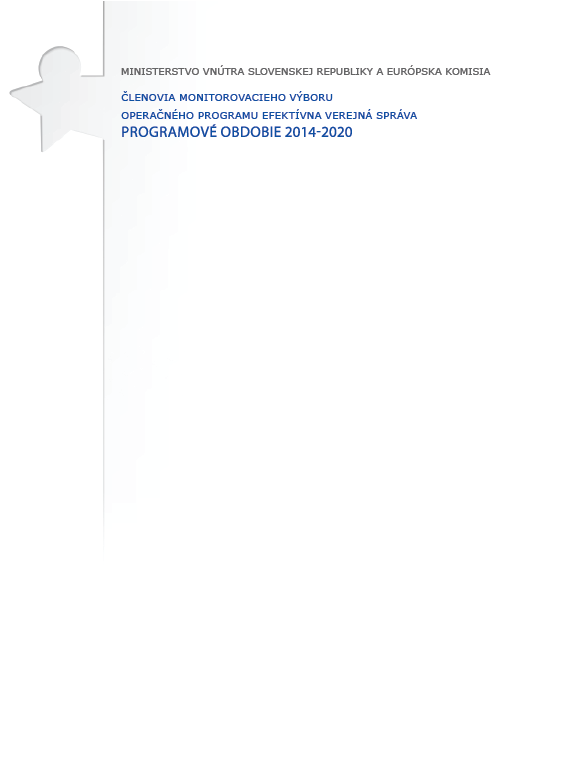 MINISTERSTVO VNÚTRA SLOVENSKEJ REPUBLIKY A EURÓPSKA KOMISIA
ČLENOVIA MONITOROVACIEHO VÝBORU
OPERAČNÉHO PROGRAMU EFEKTÍVNA VEREJNÁ SPRÁVA
PROGRAMOVÉ OBDOBIE 2014-2020